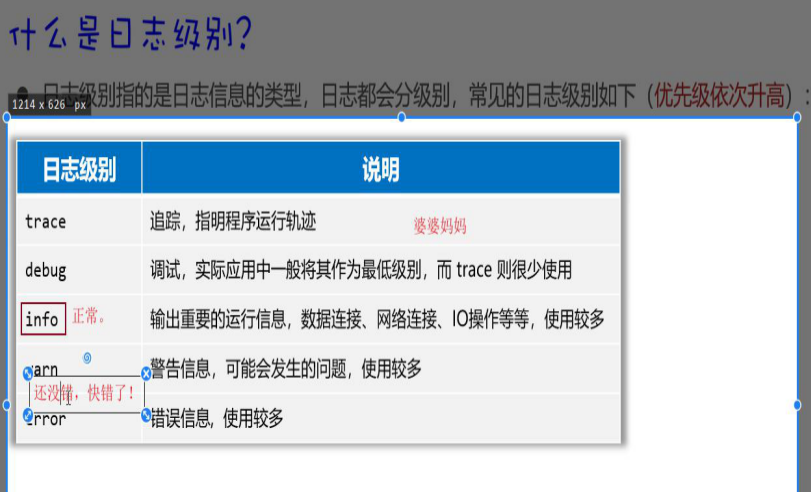 什么是日志级别?
日志级别指的是日志信息的类型，日志都会分级别，常见的日志级别如下（优先级依次升高）：
1214 x 626 px
日志级别 说明
trace 追踪，指明程序运行轨迹 婆婆妈妈
debug 调试，实际应用中一般将其作为最低级别，而 trace 则很少使用
info 正常。 输出重要的运行信息，数据连接、网络连接、IO操作等等，使用较多
warn 警告信息，可能会发生的问题，使用较多
还没错，快错了!
error 错误信息, 使用较多